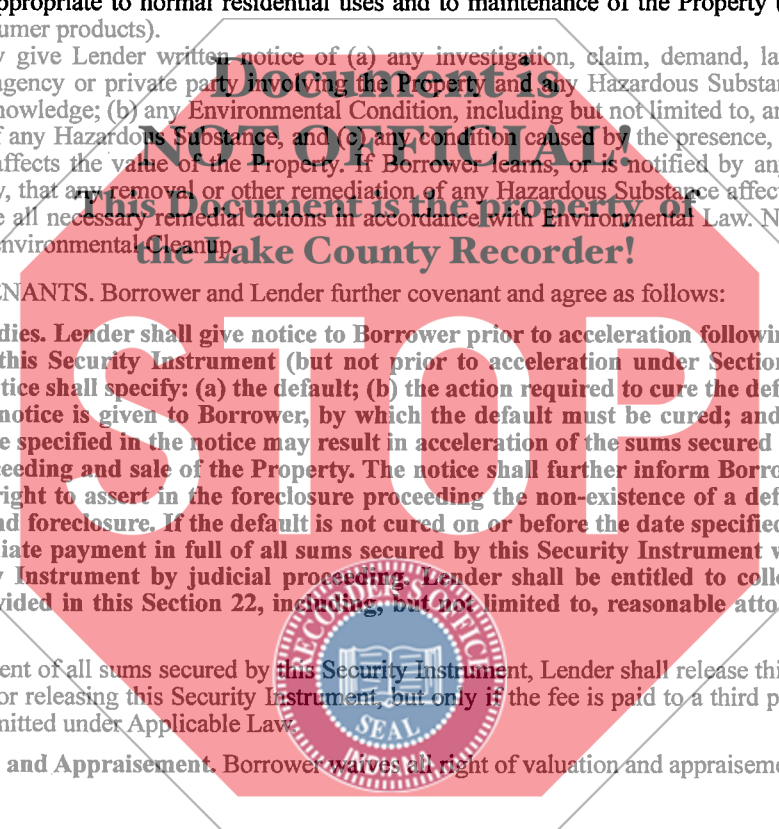 appropriate to normal residential uses and to maintenance of the Property
umer products).
give Lender written notice of (a) any investigation, claim, demand, la
agency or private party involving the Property and any Hazardous Substan
nowledge; (b) any Environmental Condition, including but not limited to, an
f any Hazardous Substance, and (c) any condition caused by the presence,
affects the value of the Property. If Borrower learns, or is notified by any
, that any removal or other remediation of any Hazardous Substance affec
e all necessary remedial actions in accordance with Environmental Law. N
nvironmental Cleanup.
Document is
NOT OFFICIAL!
This Document is the property of
the Lake County Recorder!
ENANTS. Borrower and Lender further covenant and agree as follows:
dies. Lender shall give notice to Borrower prior to acceleration followin
this Security Instrument (but not prior to acceleration under Section
tice shall specify: (a) the default; (b) the action required to cure the def
notice is given to Borrower, by which the default must be cured; and
e specified in the notice may result in acceleration of the sums secured
ceeding and sale of the Property. The notice shall further inform Borro
right to assert in the foreclosure proceeding the non-existence of a def
nd foreclosure. If the default is not cured on or before the date specified
iate payment in full of all sums secured by this Security Instrument
y Instrument by judicial proceeding. Lender shall be entitled to colle
vided in this Section 22, including, but not limited to, reasonable atto
STOP
ent of all sums secured by this Security Instrument, Lender shall release thi
or releasing this Security Instrument, but only if the fee is paid to a third p
mitted under Applicable Law.
and Appraisement. Borrower waives all right of valuation and appraiseme
RECORDER'S OFFICE
SEAL
INDIANA